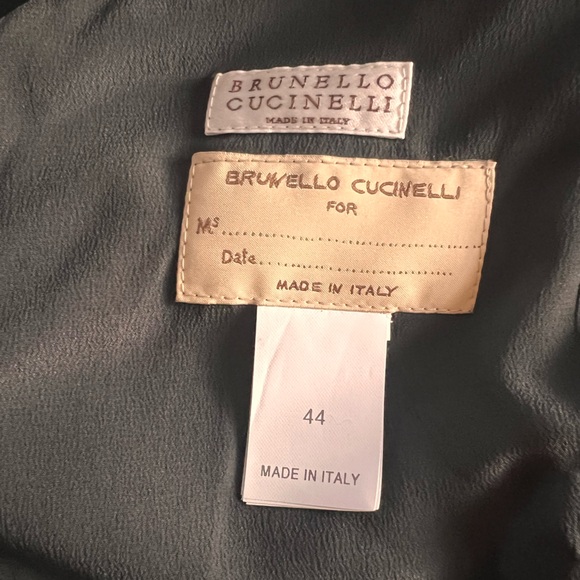 BRUNELLO
CUCINELLI
MADE IN ITALY
BRUNELLO CUCINELLI
FOR
Ms..........................................
Date................................
MADE IN ITALY
44
MADE IN ITALY